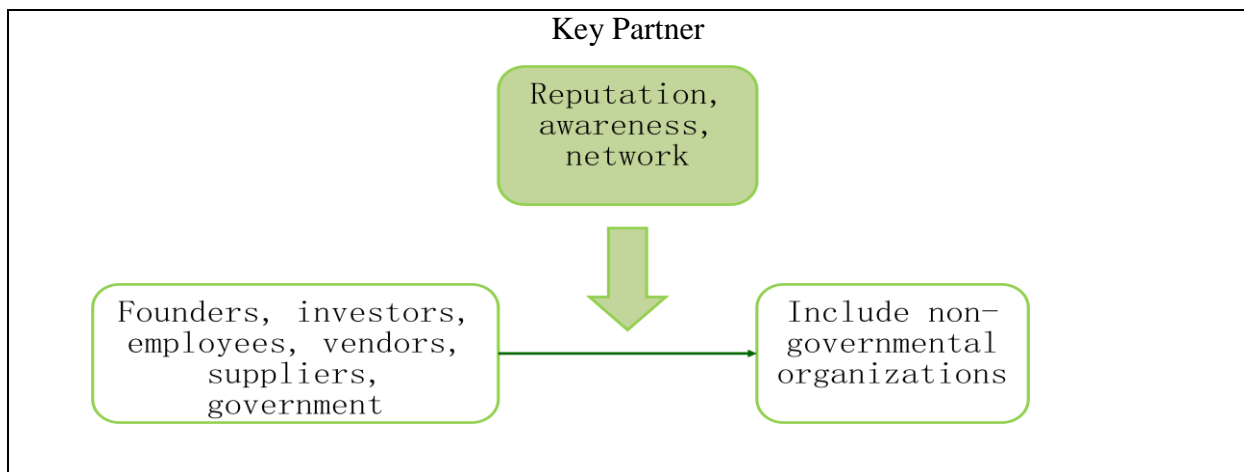 Key Partner
Reputation,
awareness,
network
Founders, investors,
employees, vendors,
suppliers,
government
Include non-
governmental
organizations